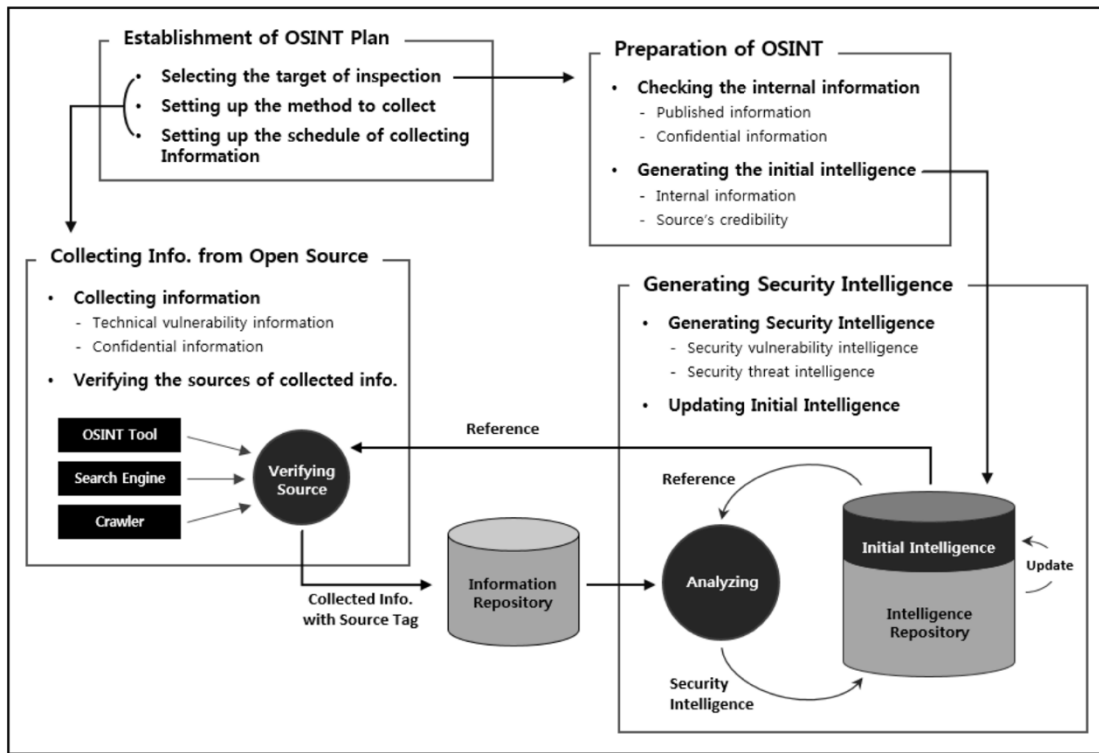 Establishment of OSINT Plan
• Selecting the target of inspection
• Setting up the method to collect
• Setting up the schedule of collecting
Information
Preparation of OSINT
• Checking the internal information
- Published information
- Confidential information
• Generating the initial intelligence
- Internal information
- Source's credibility
Collecting Info. from Open Source
• Collecting information
- Technical vulnerability information
- Confidential information
• Verifying the sources of collected info.
OSINT Tool
Search Engine
Crawler
Verifying
Source
Generating Security Intelligence
• Generating Security Intelligence
- Security vulnerability intelligence
- Security threat intelligence
• Updating Initial Intelligence
Reference
Reference
Collected Info.
with Source Tag
Information
Repository
Analyzing
Initial Intelligence
Update
Intelligence
Repository
Security
Intelligence